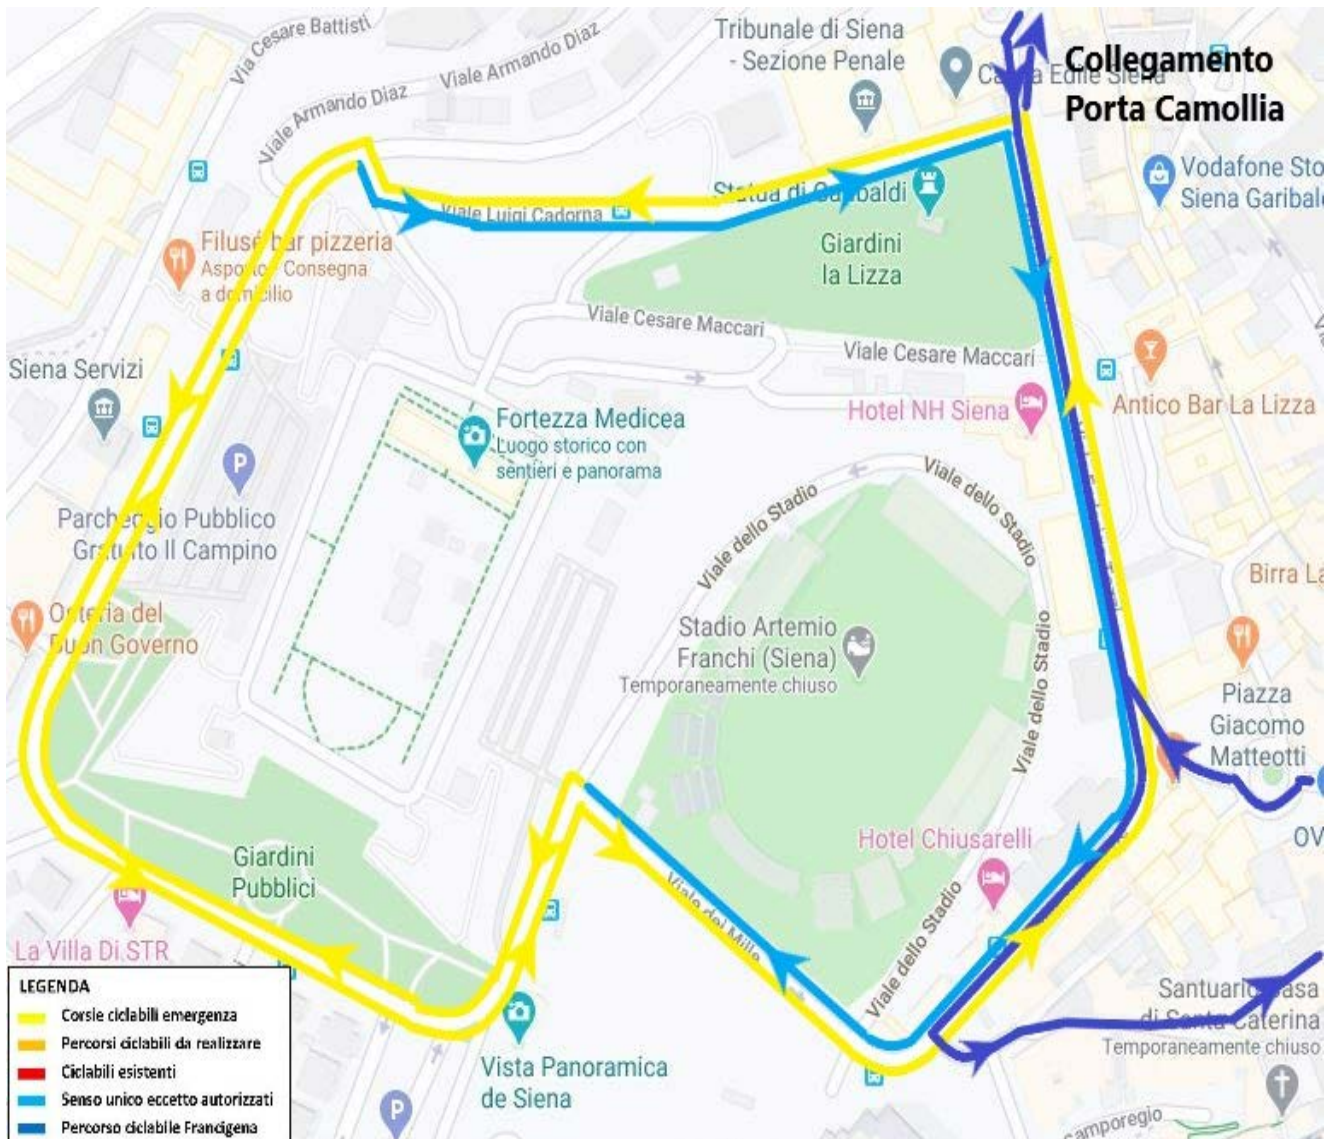 Via Cesare Battisti
Viale Armando Diaz
Viale Armando Diaz
Tribunale di Siena
- Sezione Penale
Collegamento
Porta Camollia
Vodafone Sto
Siena Garibald
Statua di Garibaldi
Viale Luigi Cadorna
Giardini
la Lizza
Filusé bar pizzeria
Asporto - Consegna
a domicilio
Viale Cesare Maccari
Viale Cesare Maccari
Siena Servizi
Hotel NH Siena
Antico Bar La Lizza
Fortezza Medicea
Luogo storico con
sentieri e panorama
Viale dello Stadio
Viale dello Stadio
Parcheggio Pubblico
Gratuito Il Campino
Birra La
Osteria del
Buon Governo
Stadio Artemio
Franchi (Siena)
Temporaneamente chiuso
Viale dello Stadio
Piazza
Giacomo
Matteotti
OV
Hotel Chiusarelli
Giardini
Pubblici
Viale dei Mille
Viale dello Stadio
La Villa Di STR
Santuario Casa
di Santa Caterina
Temporaneamente chiuso
Vista Panoramica
de Siena
Camporegio
LEGENDA
Corsie ciclabili emergenza
Percorsi ciclabili da realizzare
Ciclabili esistenti
Senso unico eccetto autorizzati
Percorso ciclabile Francigena